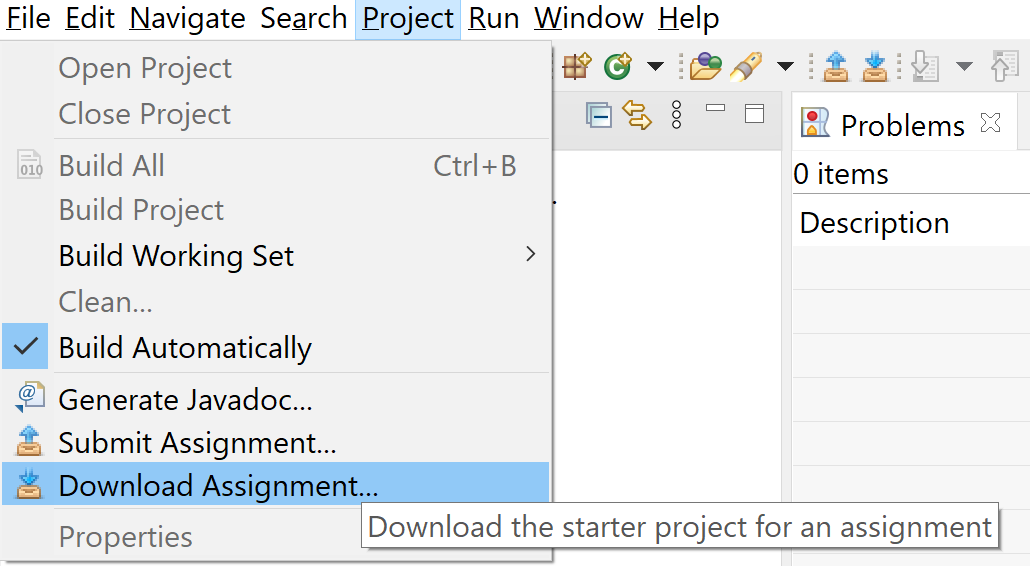 File Edit Navigate Search Project Run Window Help
Open Project
Close Project
Build All Ctrl+B
Build Project
Build Working Set
Clean...
Build Automatically
Generate Javadoc...
Submit Assignment...
Download Assignment...
Properties
Download the starter project for an assignment
Problems
0 items
Description